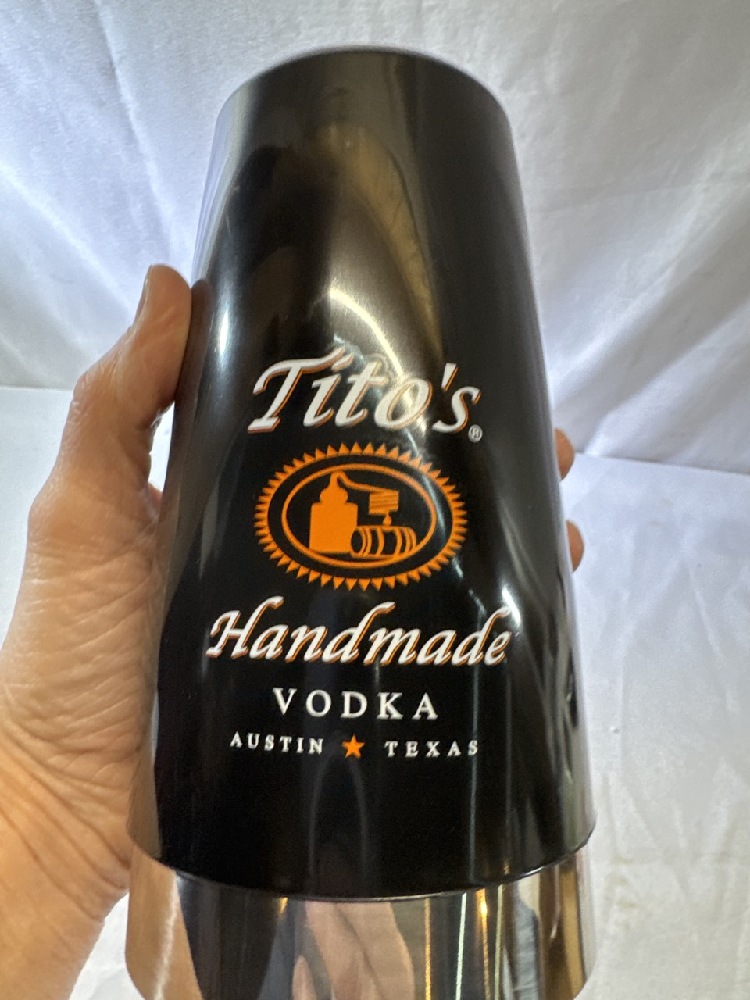 Tito's®
Handmade
VODKA
AUSTIN ★ TEXAS